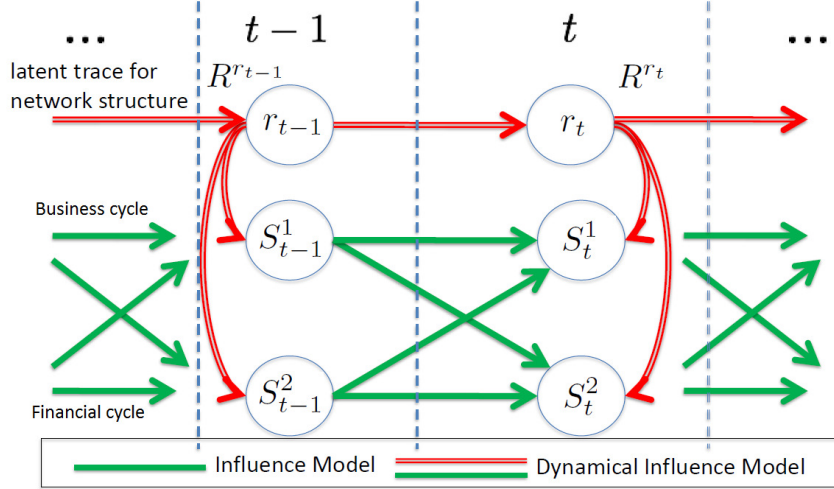 ... t − 1 t ...
latent trace for
network structure
R^{r_{t−1}} R^{r_t}
r_{t−1} r_t
Business cycle
S^1_{t−1} S^1_t
S^2_{t−1} S^2_t
Financial cycle
Influence Model Dynamical Influence Model